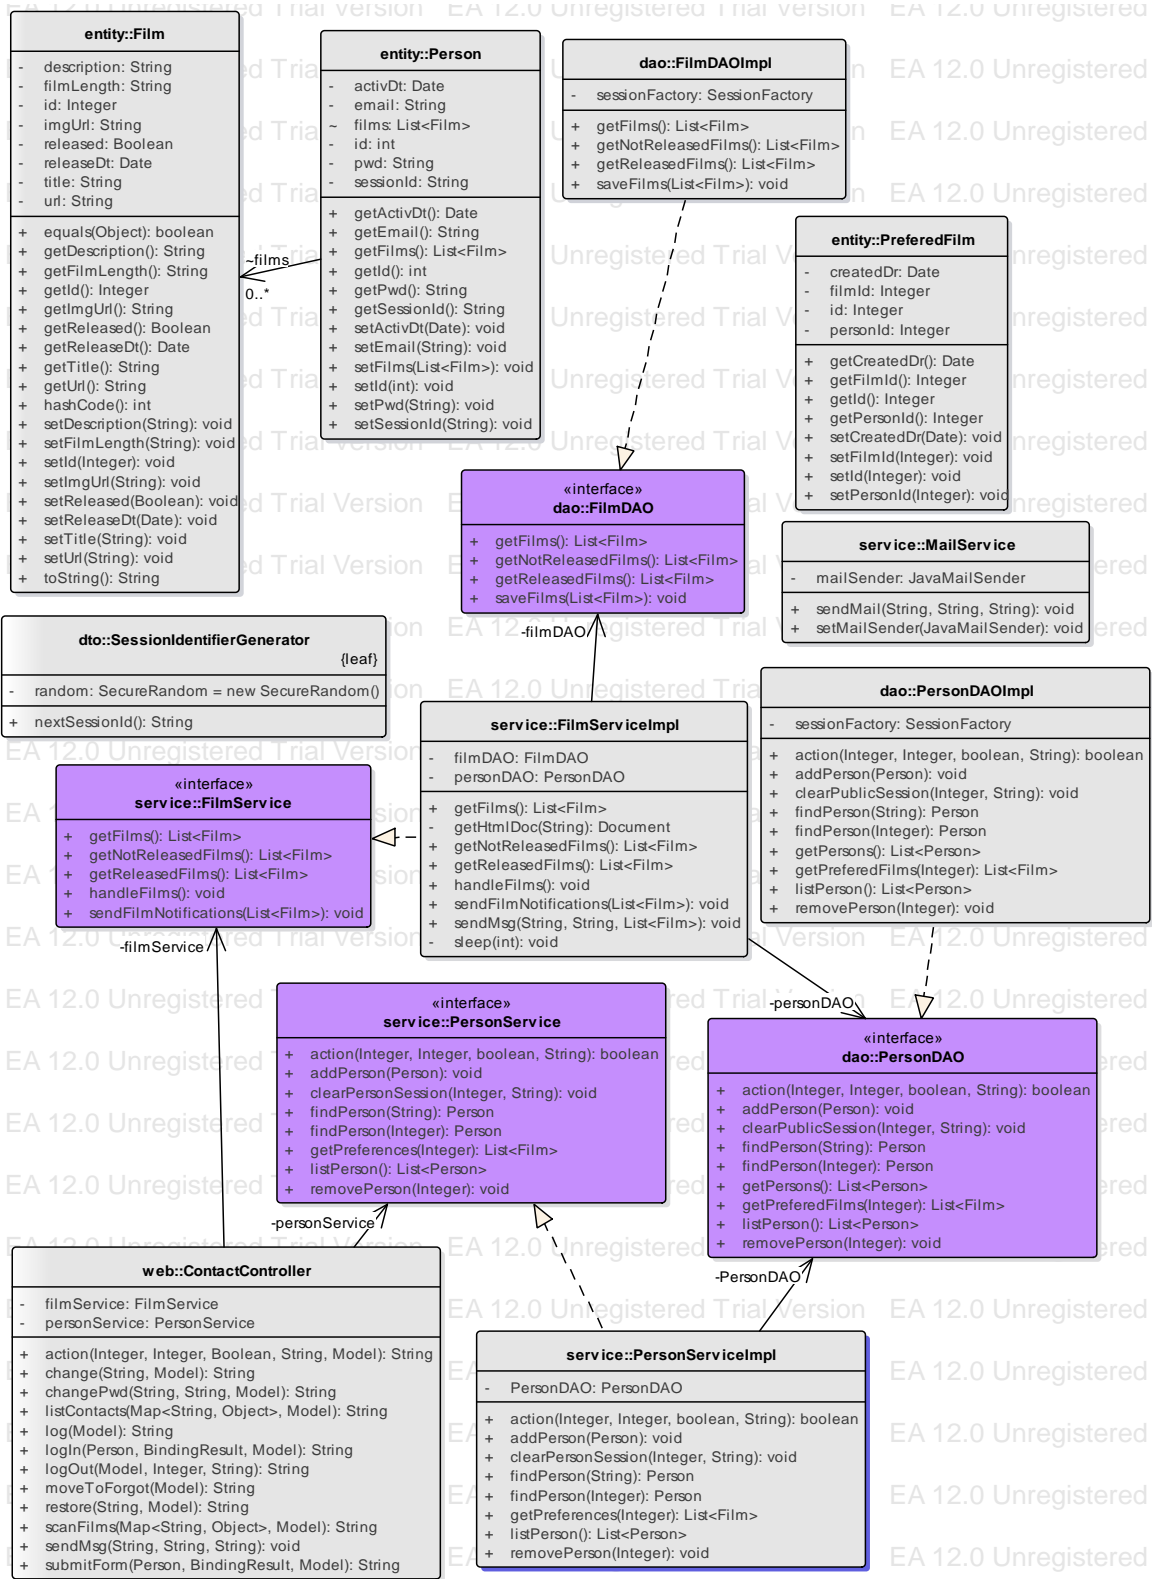 entity::Film
- description: String
- filmLength: String
- id: Integer
- imgUrl: String
- released: Boolean
- releaseDt: Date
- title: String
- url: String
+ equals(Object): boolean
+ getDescription(): String
+ getFilmLength(): String
+ getId(): Integer
+ getImgUrl(): String
+ getReleased(): Boolean
+ getReleaseDt(): Date
+ getTitle(): String
+ getUrl(): String
+ hashCode(): int
+ setDescription(String): void
+ setFilmLength(String): void
+ setId(Integer): void
+ setImgUrl(String): void
+ setReleased(Boolean): void
+ setReleaseDt(Date): void
+ setTitle(String): void
+ setUrl(String): void
+ toString(): String
~films
0..*
entity::Person
- activDt: Date
- email: String
~ films: List<Film>
- id: int
- pwd: String
- sessionId: String
+ getActivDt(): Date
+ getEmail(): String
+ getFilms(): List<Film>
+ getId(): int
+ getPwd(): String
+ getSessionId(): String
+ setActivDt(Date): void
+ setEmail(String): void
+ setFilms(List<Film>): void
+ setId(int): void
+ setPwd(String): void
+ setSessionId(String): void
dao::FilmDAOImpl
- sessionFactory: SessionFactory
+ getFilms(): List<Film>
+ getNotReleasedFilms(): List<Film>
+ getReleasedFilms(): List<Film>
+ saveFilms(List<Film>): void
entity::PreferedFilm
- createdDr: Date
- filmId: Integer
- id: Integer
- personId: Integer
+ getCreatedDr(): Date
+ getFilmId(): Integer
+ getId(): Integer
+ getPersonId(): Integer
+ setCreatedDr(Date): void
+ setFilmId(Integer): void
+ setId(Integer): void
+ setPersonId(Integer): void
«interface»
dao::FilmDAO
+ getFilms(): List<Film>
+ getNotReleasedFilms(): List<Film>
+ getReleasedFilms(): List<Film>
+ saveFilms(List<Film>): void
-filmDAO
service::MailService
- mailSender: JavaMailSender
+ sendMail(String, String, String): void
+ setMailSender(JavaMailSender): void
dto::SessionIdentifierGenerator
{leaf}
- random: SecureRandom = new SecureRandom()
+ nextSessionId(): String
service::FilmServiceImpl
- filmDAO: FilmDAO
- personDAO: PersonDAO
+ getFilms(): List<Film>
- getHtmlDoc(String): Document
+ getNotReleasedFilms(): List<Film>
+ getReleasedFilms(): List<Film>
+ handleFilms(): void
+ sendFilmNotifications(List<Film>): void
+ sendMsg(String, String, List<Film>): void
- sleep(int): void
dao::PersonDAOImpl
- sessionFactory: SessionFactory
+ action(Integer, Integer, boolean, String): boolean
+ addPerson(Person): void
+ clearPublicSession(Integer, String): void
+ findPerson(String): Person
+ findPerson(Integer): Person
+ getPersons(): List<Person>
+ getPreferedFilms(Integer): List<Film>
+ listPerson(): List<Person>
+ removePerson(Integer): void
«interface»
service::FilmService
+ getFilms(): List<Film>
+ getNotReleasedFilms(): List<Film>
+ getReleasedFilms(): List<Film>
+ handleFilms(): void
+ sendFilmNotifications(List<Film>): void
-filmService
-personDAO
«interface»
service::PersonService
+ action(Integer, Integer, boolean, String): boolean
+ addPerson(Person): void
+ clearPersonSession(Integer, String): void
+ findPerson(String): Person
+ findPerson(Integer): Person
+ getPreferences(Integer): List<Film>
+ listPerson(): List<Person>
+ removePerson(Integer): void
-personService
«interface»
dao::PersonDAO
+ action(Integer, Integer, boolean, String): boolean
+ addPerson(Person): void
+ clearPublicSession(Integer, String): void
+ findPerson(String): Person
+ findPerson(Integer): Person
+ getPersons(): List<Person>
+ getPreferedFilms(Integer): List<Film>
+ listPerson(): List<Person>
+ removePerson(Integer): void
-PersonDAO
web::ContactController
- filmService: FilmService
- personService: PersonService
+ action(Integer, Integer, Boolean, String, Model): String
+ change(String, Model): String
+ changePwd(String, String, Model): String
+ listContacts(Map<String, Object>, Model): String
+ log(Model): String
+ logIn(Person, BindingResult, Model): String
+ logOut(Model, Integer, String): String
+ moveToForgot(Model): String
+ restore(String, Model): String
+ scanFilms(Map<String, Object>, Model): String
+ sendMsg(String, String, String): void
+ submitForm(Person, BindingResult, Model): String
service::PersonServiceImpl
- PersonDAO: PersonDAO
+ action(Integer, Integer, boolean, String): boolean
+ addPerson(Person): void
+ clearPersonSession(Integer, String): void
+ findPerson(String): Person
+ findPerson(Integer): Person
+ getPreferences(Integer): List<Film>
+ listPerson(): List<Person>
+ removePerson(Integer): void
EA 12.0 Unregistered Trial Version